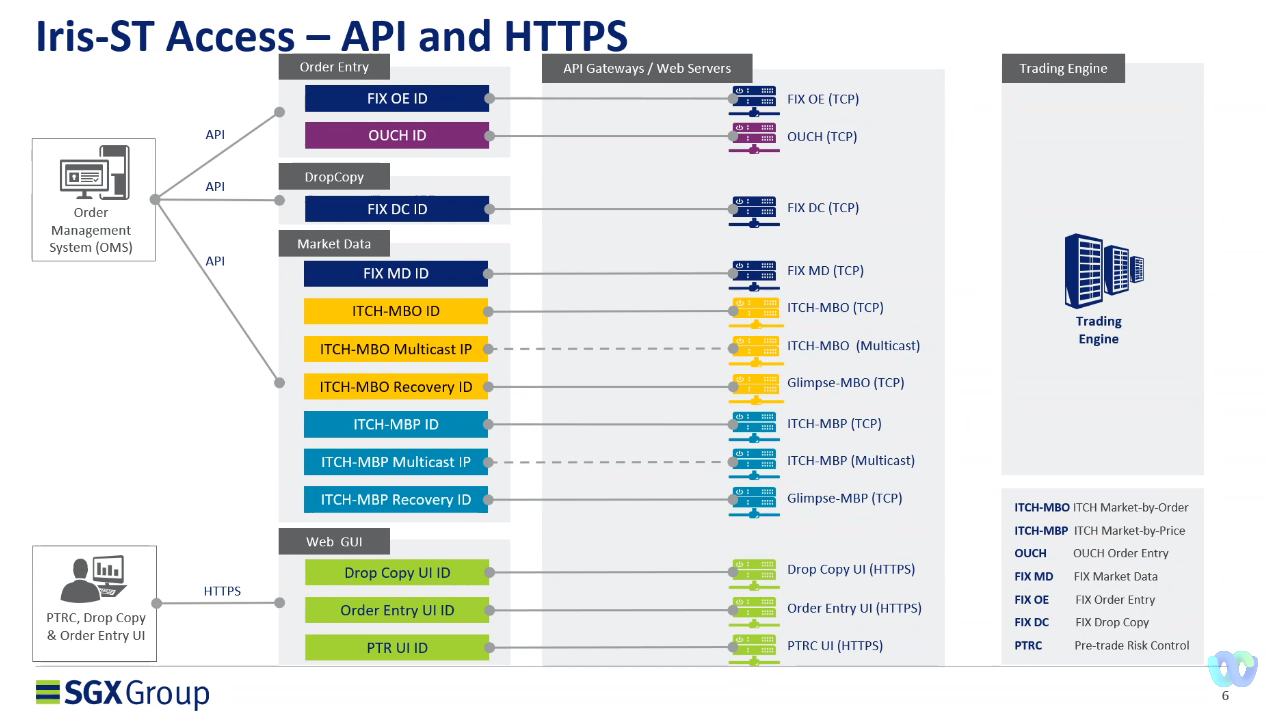 Iris-ST Access – API and HTTPS
Order Entry
API Gateways / Web Servers
Trading Engine
FIX OE ID
FIX OE (TCP)
API
OUCH ID
OUCH (TCP)
DropCopy
API
FIX DC ID
FIX DC (TCP)
Order
Management
System (OMS)
Market Data
API
FIX MD ID
FIX MD (TCP)
ITCH-MBO ID
ITCH-MBO (TCP)
Trading
Engine
ITCH-MBO Multicast IP
ITCH-MBO (Multicast)
ITCH-MBO Recovery ID
Glimpse-MBO (TCP)
ITCH-MBP ID
ITCH-MBP (TCP)
ITCH-MBP Multicast IP
ITCH-MBP (Multicast)
ITCH-MBP Recovery ID
Glimpse-MBP (TCP)
ITCH-MBO ITCH Market-by-Order
ITCH-MBP ITCH Market-by-Price
OUCH OUCH Order Entry
FIX MD FIX Market Data
FIX OE FIX Order Entry
FIX DC FIX Drop Copy
PTRC Pre-trade Risk Control
Web GUI
Drop Copy UI ID
Drop Copy UI (HTTPS)
HTTPS
Order Entry UI ID
Order Entry UI (HTTPS)
PTRC, Drop Copy
& Order Entry UI
PTR UI ID
PTRC UI (HTTPS)
SGX Group
6